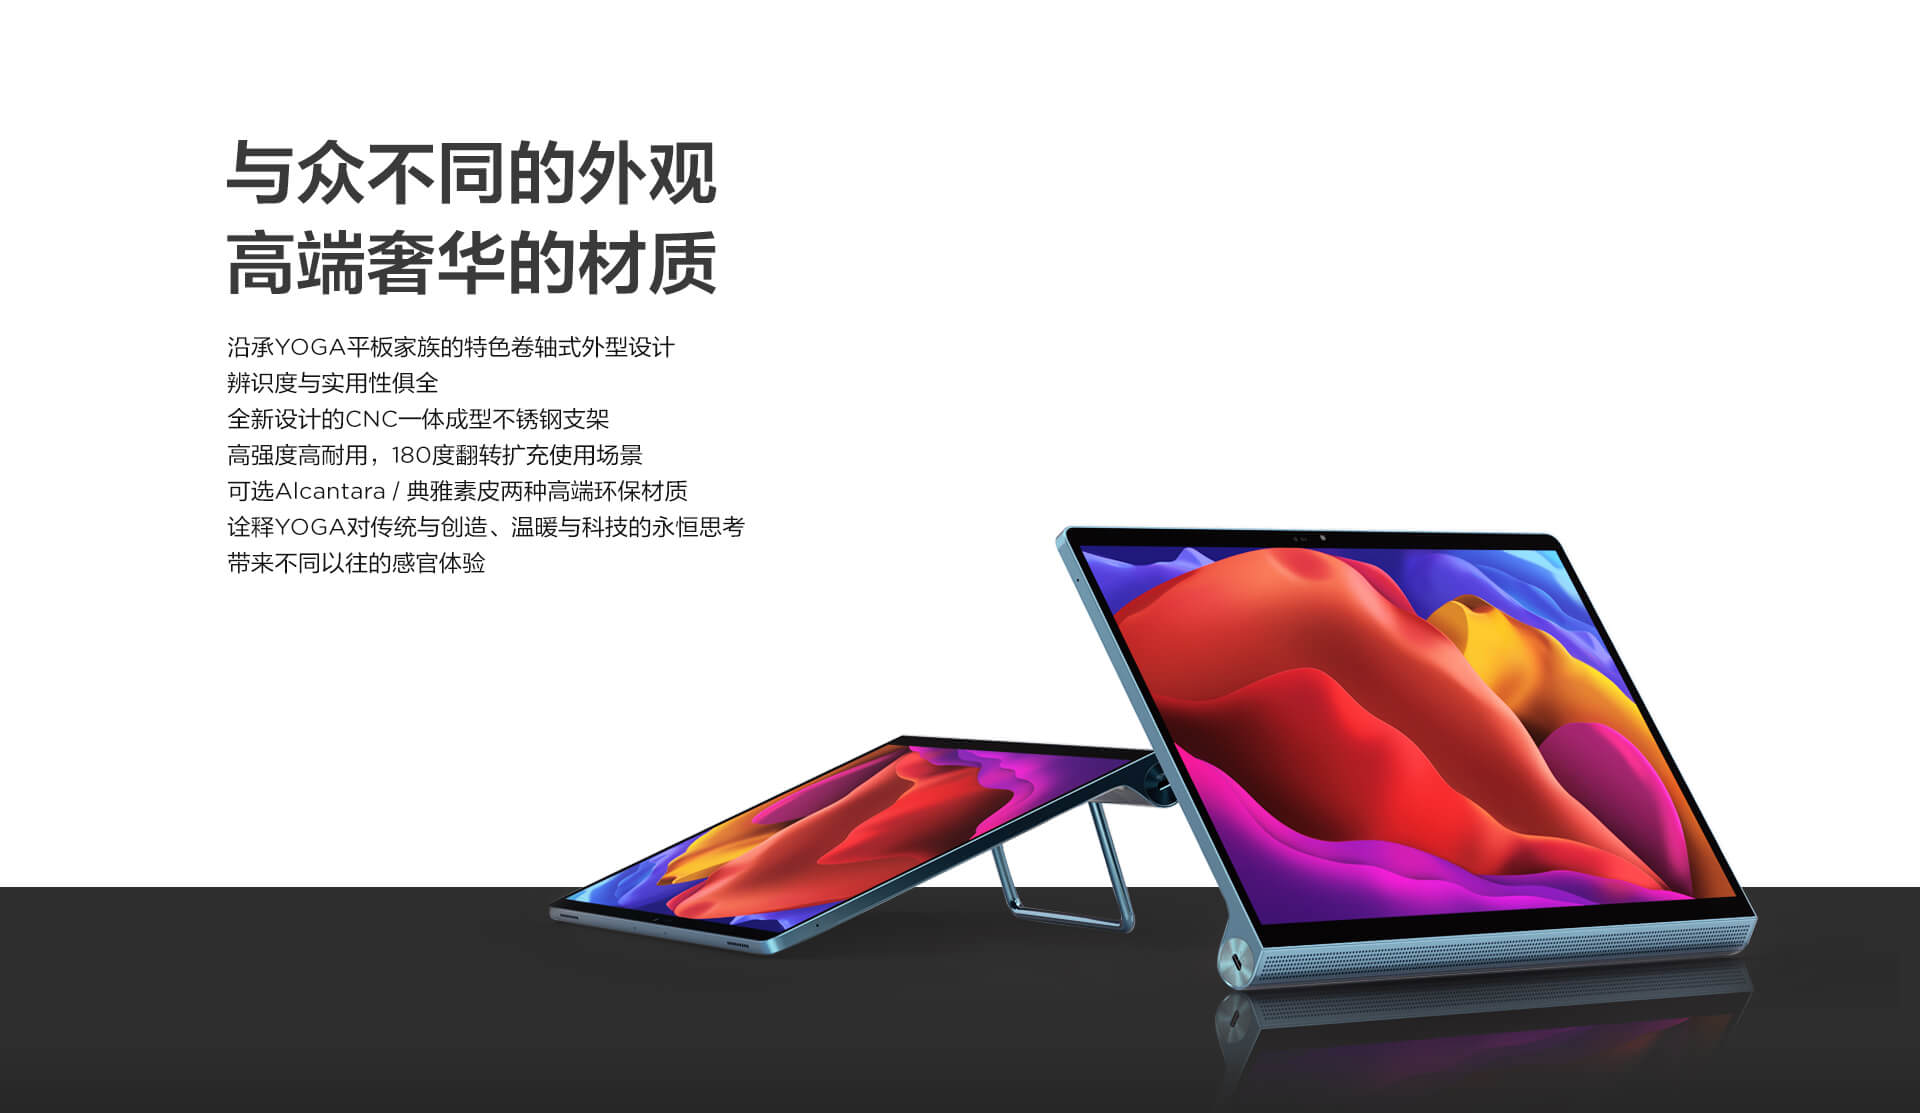 与众不同的外观
高端奢华的材质
沿承YOGA平板家族的特色卷轴式外型设计
辨识度与实用性俱全
全新设计的CNC一体成型不锈钢支架
高强度高耐用，180度翻转扩充使用场景
可选Alcantara / 典雅素皮两种高端环保材质
诠释YOGA对传统与创造、温暖与科技的永恒思考
带来不同以往的感官体验